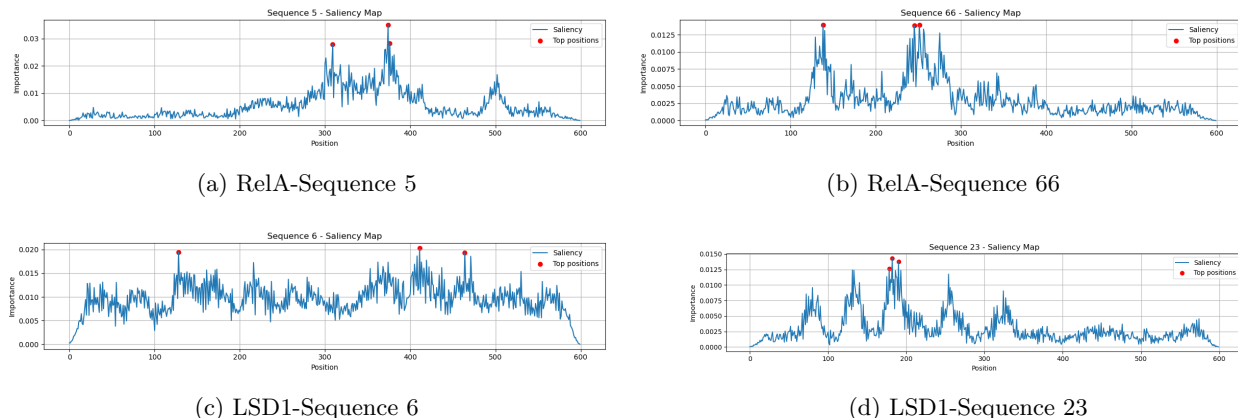 Sequence 5 - Saliency Map
Saliency
Top positions
Importance
0.03
0.02
0.01
0.00
0 100 200 300 400 500 600
Position
(a) RelA-Sequence 5
Sequence 66 - Saliency Map
Saliency
Top positions
Importance
0.0125
0.0100
0.0075
0.0050
0.0025
0.0000
0 100 200 300 400 500 600
Position
(b) RelA-Sequence 66
Sequence 6 - Saliency Map
Saliency
Top positions
Importance
0.020
0.015
0.010
0.005
0.000
0 100 200 300 400 500 600
Position
(c) LSD1-Sequence 6
Sequence 23 - Saliency Map
Saliency
Top positions
Importance
0.0150
0.0125
0.0100
0.0075
0.0050
0.0025
0.0000
0 100 200 300 400 500 600
Position
(d) LSD1-Sequence 23